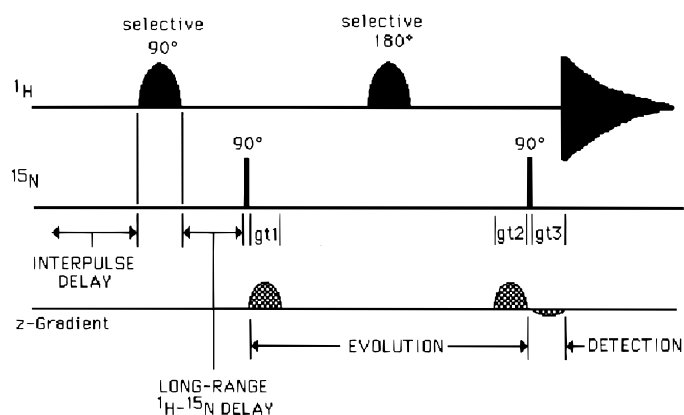 selective
90°
selective
180°
¹H
90°
90°
¹⁵N
gt1
gt2
gt3
INTERPULSE
DELAY
z-Gradient
EVOLUTION
DETECTION
LONG-RANGE
¹H-¹⁵N DELAY